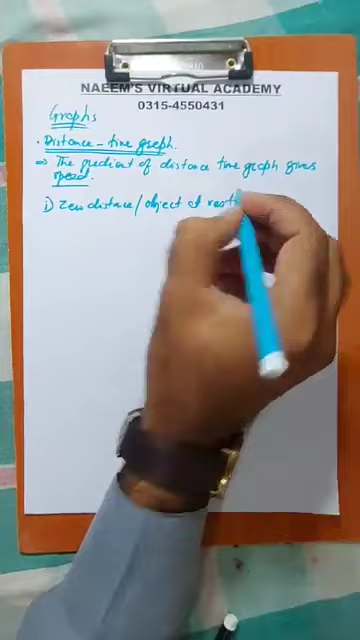 NAEEM'S VIRTUAL ACADEMY
0315-4550431
Graphs
• Distance - time graph.
⇒ The gradient of distance time graph gives
speed.
i) Zero distace/object at rest